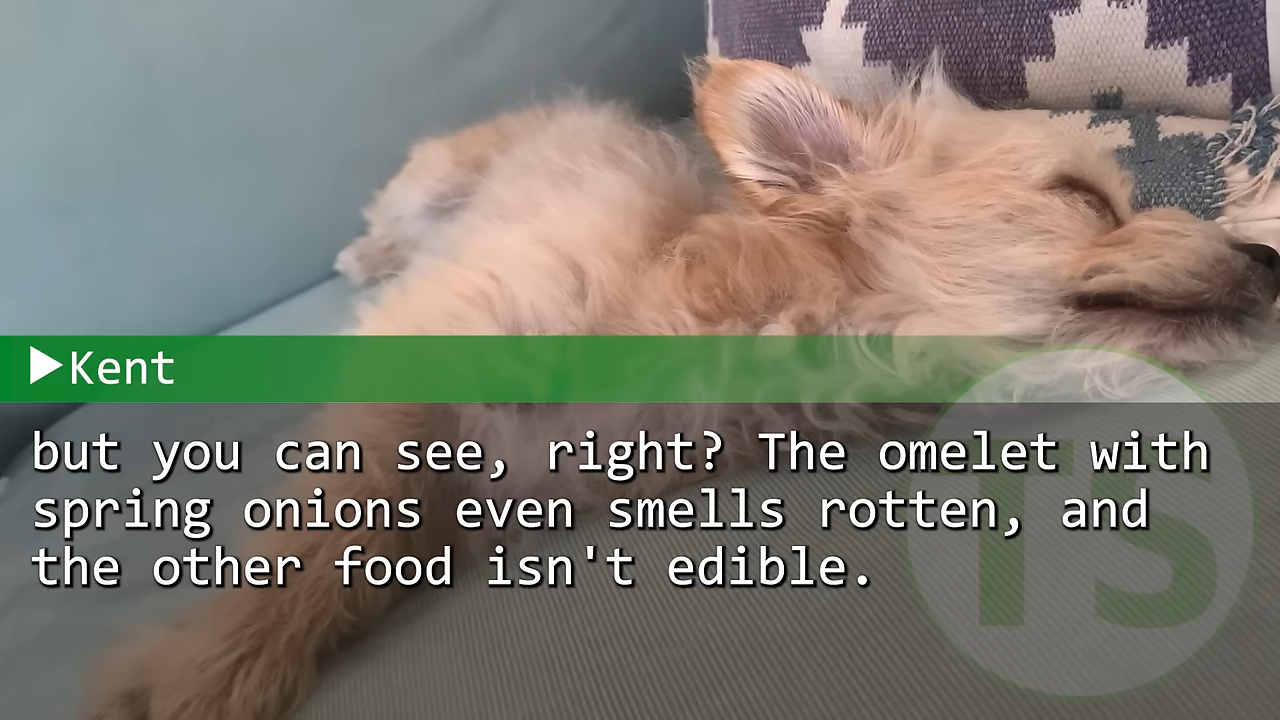 ▶Kent
but you can see, right? The omelet with
spring onions even smells rotten, and
the other food isn't edible.
TS